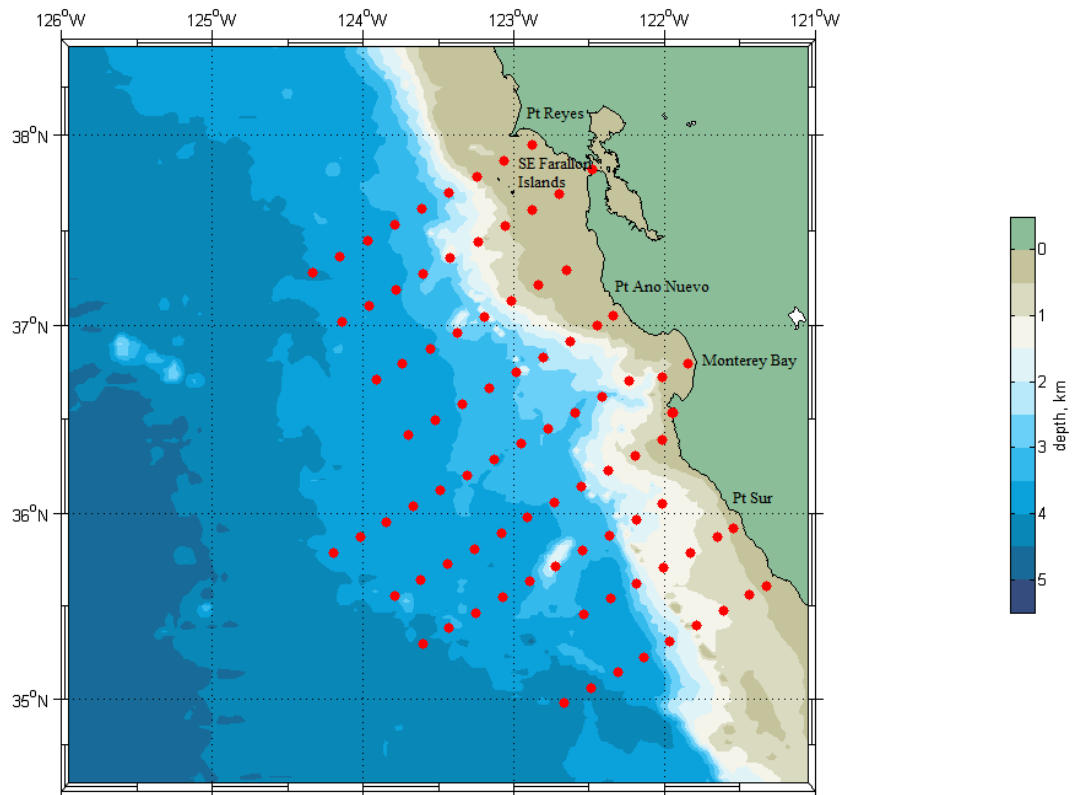 126°W 125°W 124°W 123°W 122°W 121°W
38°N
37°N
36°N
35°N
Pt Reyes
SE Farallon
Islands
Pt Ano Nuevo
Monterey Bay
Pt Sur
0
1
2
3
4
5
depth, km